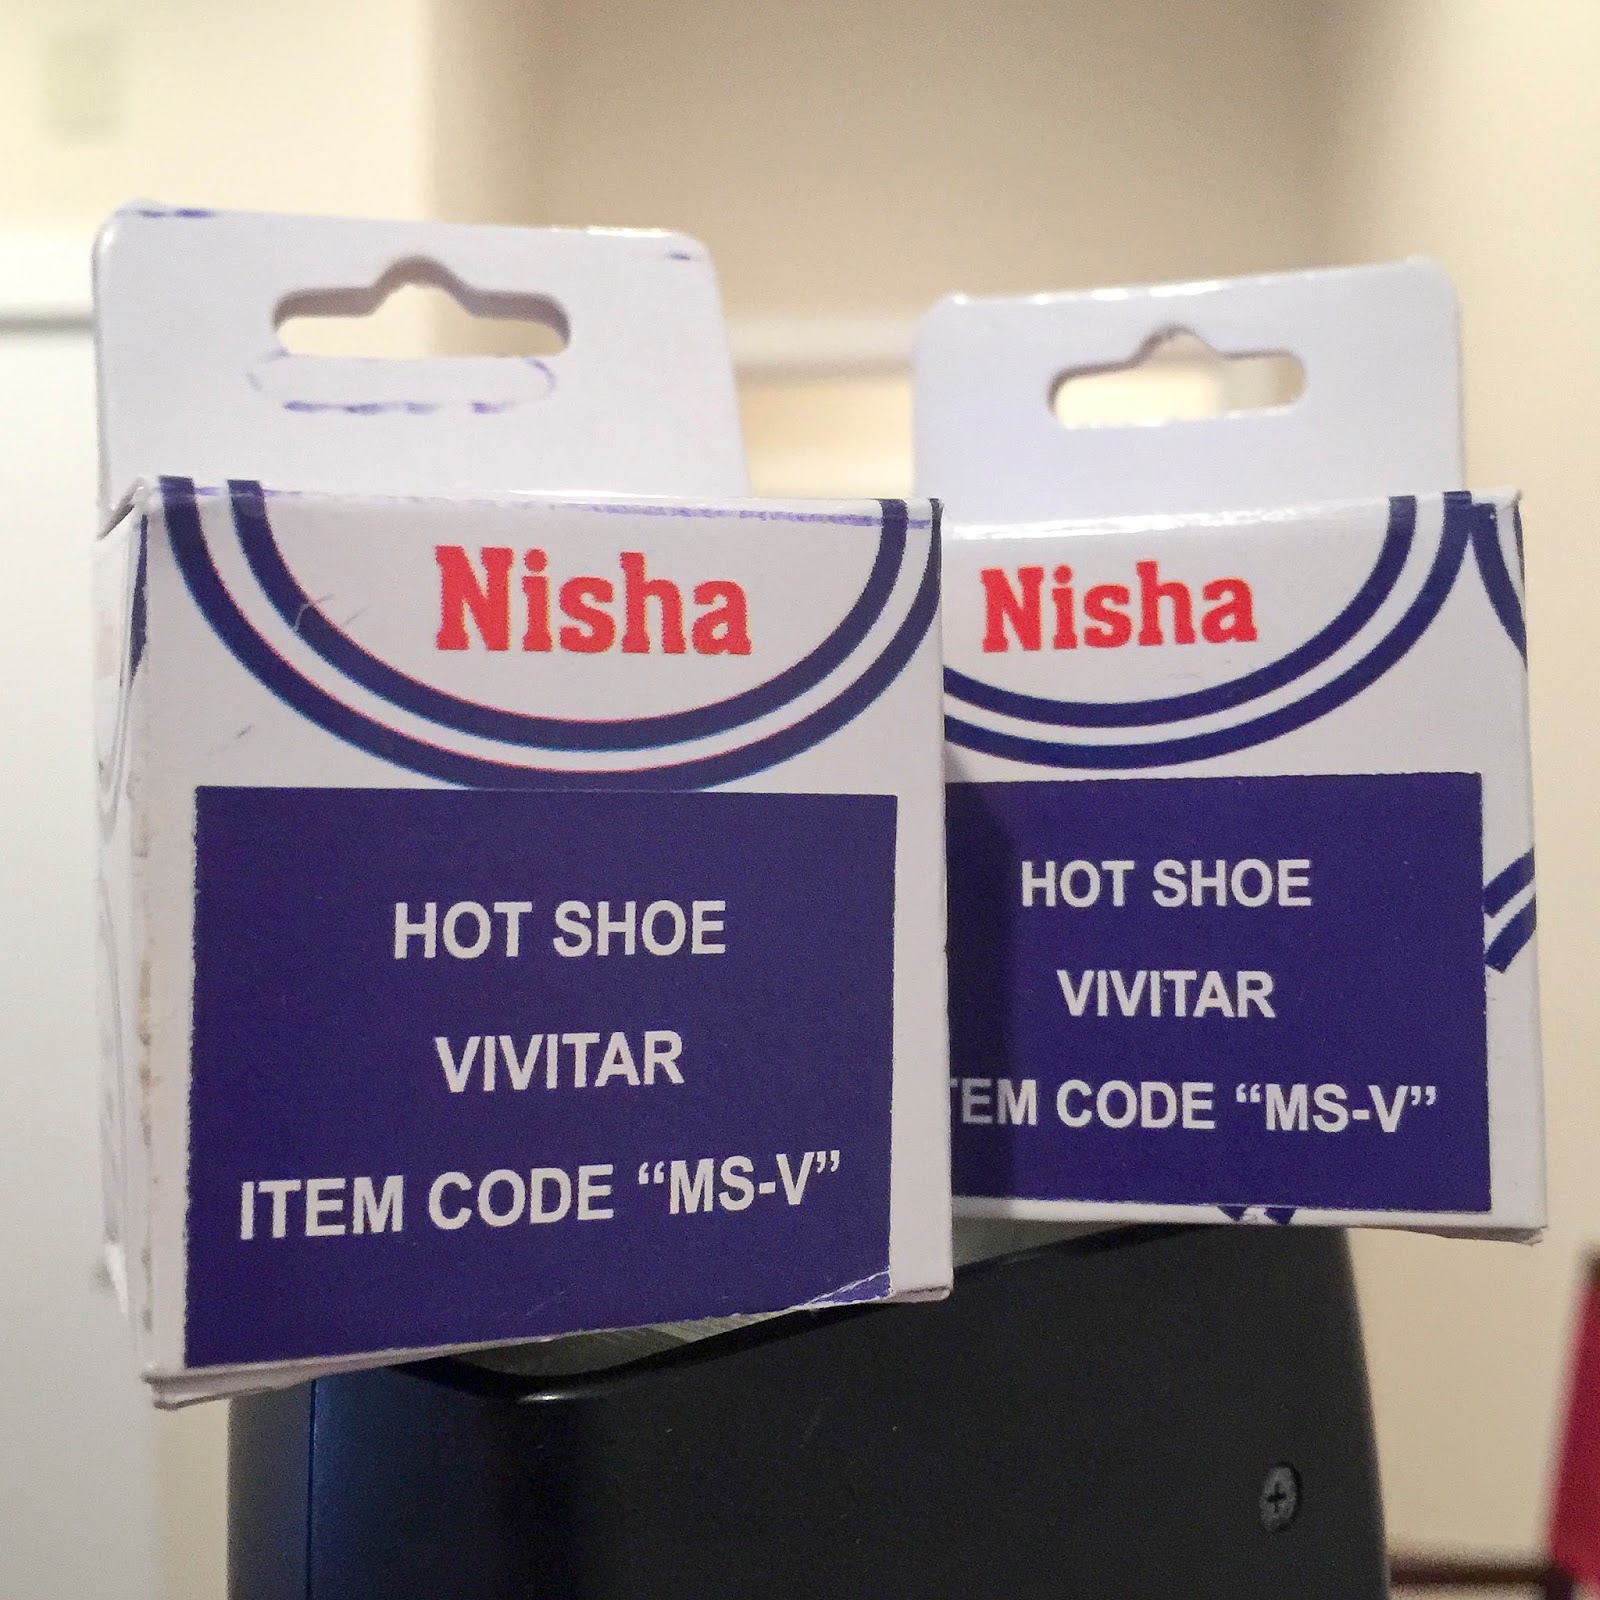 Nisha
HOT SHOE
VIVITAR
ITEM CODE “MS-V”
Nisha
HOT SHOE
VIVITAR
TEM CODE “MS-V”